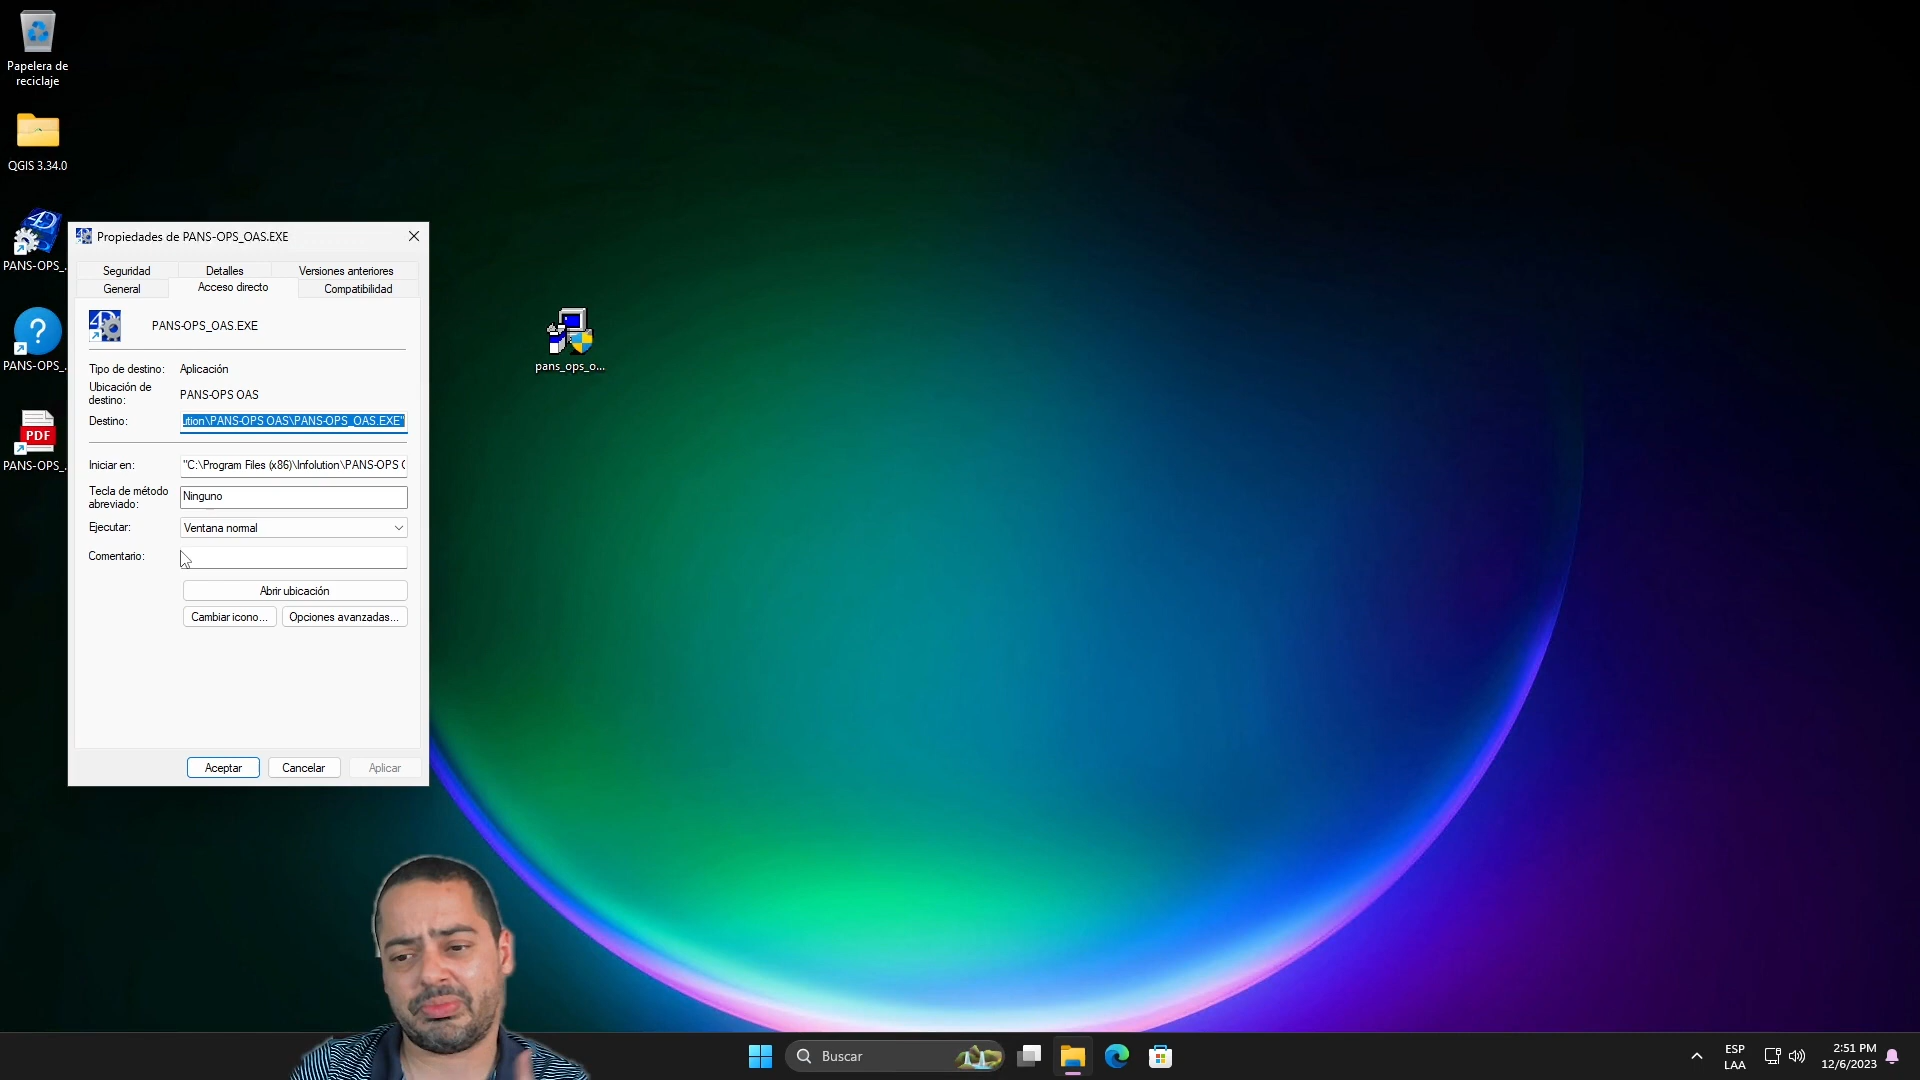 Papelera de
reciclaje
QGIS 3.34.0
PANS-OPS_...
PANS-OPS_...
PDF
PANS-OPS_...
pans_ops_o...
Propiedades de PANS-OPS_OAS.EXE
Seguridad Detalles Versiones anteriores
General Acceso directo Compatibilidad
PANS-OPS_OAS.EXE
Tipo de destino: Aplicación
Ubicación de
destino: PANS-OPS OAS
Destino: ution\PANS-OPS OAS\PANS-OPS_OAS.EXE"
Iniciar en: "C:\Program Files (x86)\Infolution\PANS-OPS
Tecla de método
abreviado: Ninguno
Ejecutar: Ventana normal
Comentario:
Abrir ubicación
Cambiar icono... Opciones avanzadas...
Aceptar Cancelar Aplicar
Buscar
ESP
LAA
2:51 PM
12/6/2023